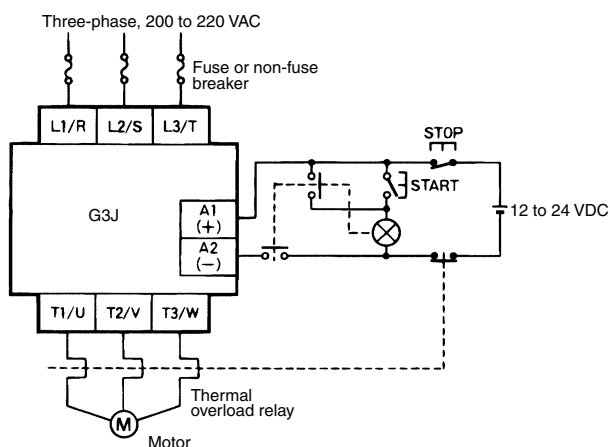 Three-phase, 200 to 220 VAC
Fuse or non-fuse
breaker
L1/R L2/S L3/T
STOP
START
A1
(+)
G3J
12 to 24 VDC
A2
(−)
T1/U T2/V T3/W
Thermal
overload relay
M
Motor